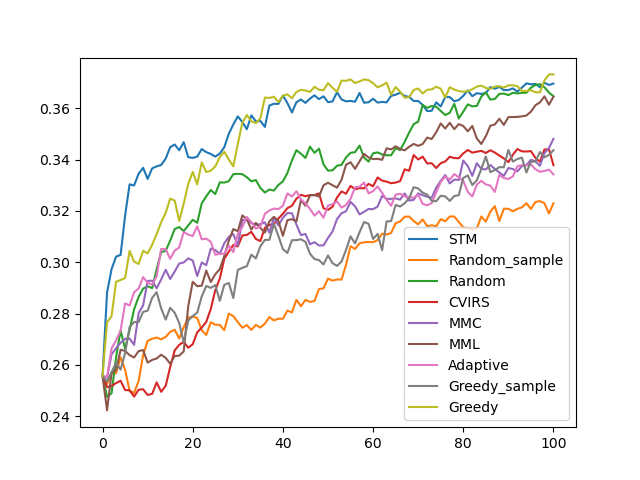 0.36
0.34
0.32
0.30
0.28
0.26
0.24
0
20
40
60
80
100
STM
Random_sample
Random
CVIRS
MMC
MML
Adaptive
Greedy_sample
Greedy